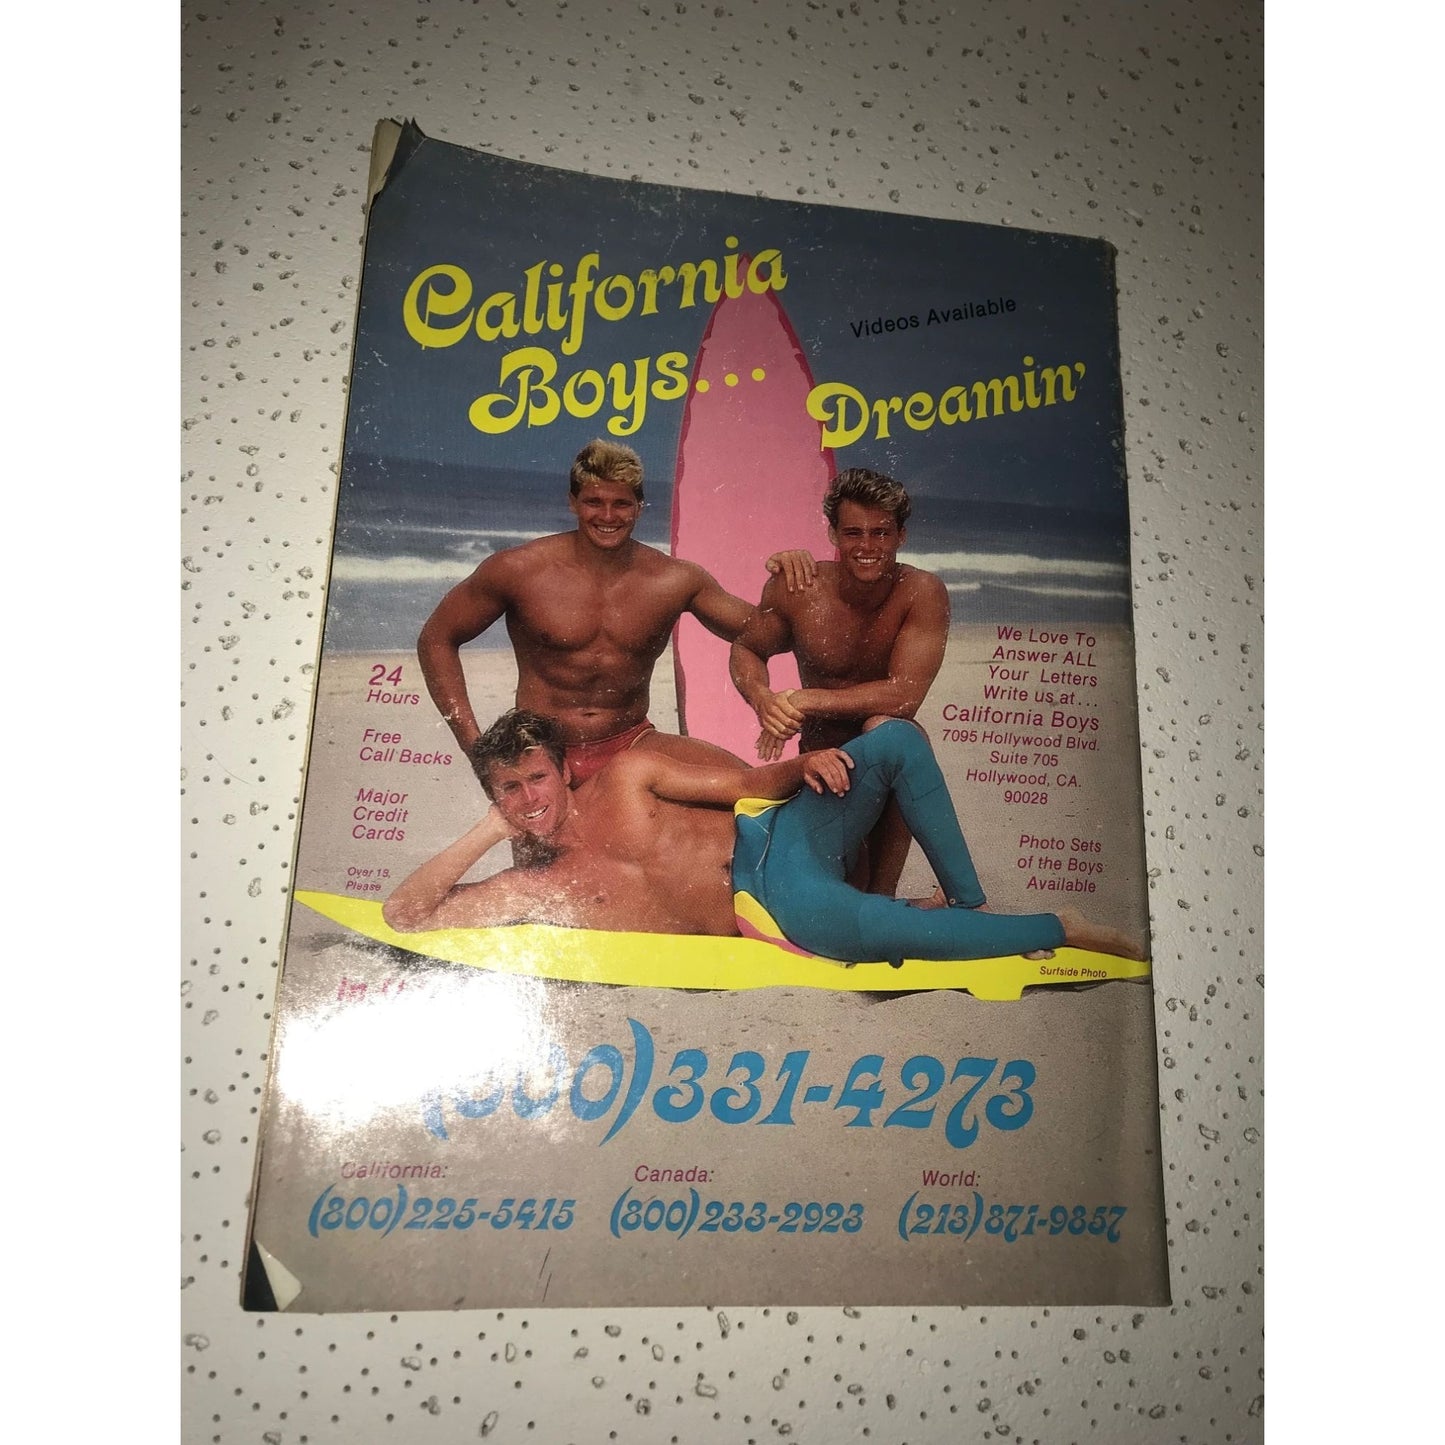 California
Boys...
Dreamin'
Videos Available
24
Hours
Free
Call Backs
Major
Credit
Cards
Over 18,
Please
We Love To
Answer ALL
Your Letters
Write us at...
California Boys
7095 Hollywood Blvd.
Suite 705
Hollywood, CA.
90028
Photo Sets
of the Boys
Available
Surfside Photo
in
(800)331-4273
California:
(800)225-5415
Canada:
(800)233-2923
World:
(213)871-9857